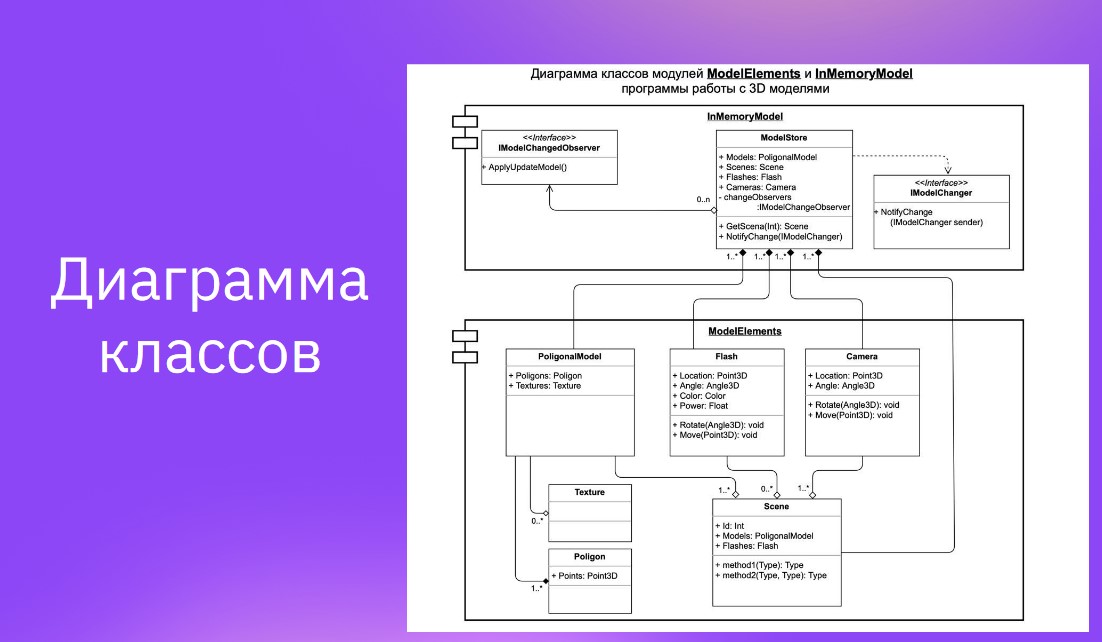 Диаграмма
классов
Диаграмма классов модулей ModelElements и InMemoryModel
программы работы с 3D моделями
InMemoryModel
<<Interface>>
IModelChangedObserver
+ ApplyUpdateModel()
ModelStore
+ Models: PoligonalModel
+ Scenes: Scene
+ Flashes: Flash
+ Cameras: Camera
- changeObservers
:IModelChangeObserver
+ GetScena(Int): Scene
+ NotifyChange(IModelChanger)
0..n
<<Interface>>
IModelChanger
+ NotifyChange
(IModelChanger sender)
1..*
1..*
1..*
1..*
ModelElements
PoligonalModel
+ Poligons: Poligon
+ Textures: Texture
Flash
+ Location: Point3D
+ Angle: Angle3D
+ Color: Color
+ Power: Float
+ Rotate(Angle3D): void
+ Move(Point3D): void
Camera
+ Location: Point3D
+ Angle: Angle3D
+ Rotate(Angle3D): void
+ Move(Point3D): void
Texture
0..*
Poligon
+ Points: Point3D
1..*
1..*
0..*
1..*
Scene
+ Id: Int
+ Models: PoligonalModel
+ Flashes: Flash
+ method1(Type): Type
+ method2(Type, Type): Type